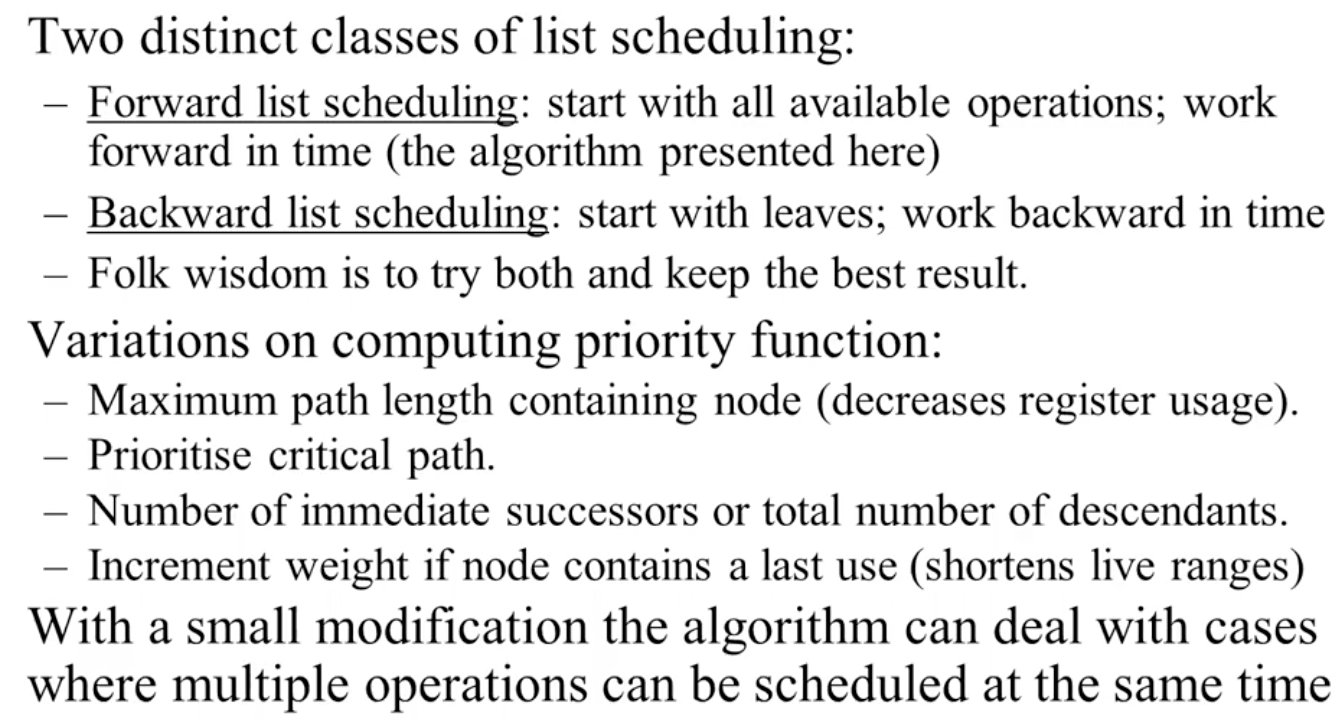 Two distinct classes of list scheduling:
– Forward list scheduling: start with all available operations; work
forward in time (the algorithm presented here)
– Backward list scheduling: start with leaves; work backward in time
– Folk wisdom is to try both and keep the best result.
Variations on computing priority function:
– Maximum path length containing node (decreases register usage).
– Prioritise critical path.
– Number of immediate successors or total number of descendants.
– Increment weight if node contains a last use (shortens live ranges)
With a small modification the algorithm can deal with cases
where multiple operations can be scheduled at the same time